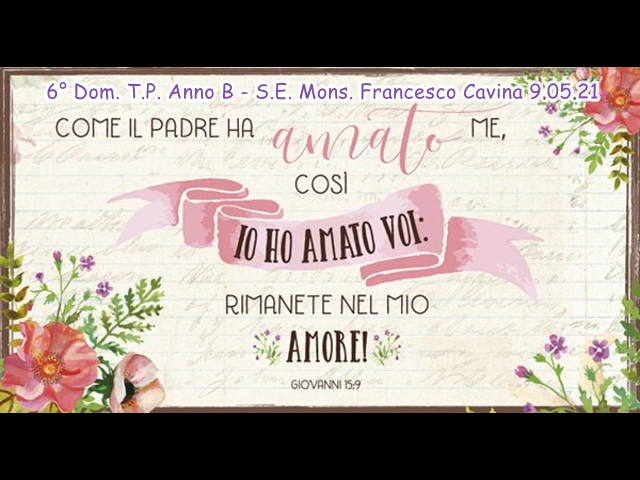 6° Dom. T.P. Anno B - S.E. Mons. Francesco Cavina 9.05.21
COME IL PADRE HA amato ME,
COSÌ
IO HO AMATO VOI:
RIMANETE NEL MIO
AMORE!
GIOVANNI 15:9